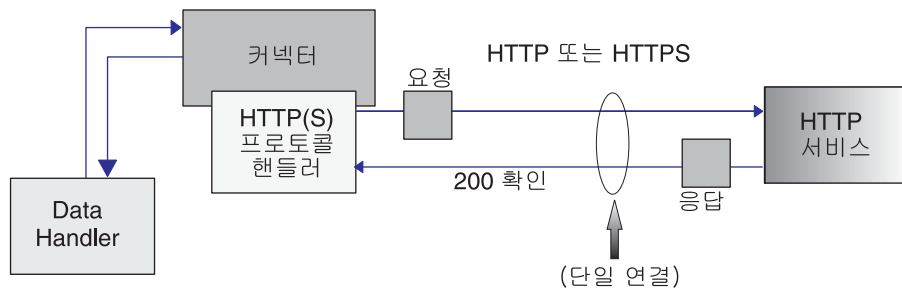 커넥터
HTTP 또는 HTTPS
요청
HTTP(S)
프로토콜
핸들러
HTTP
서비스
200 확인
응답
Data
Handler
(단일 연결)